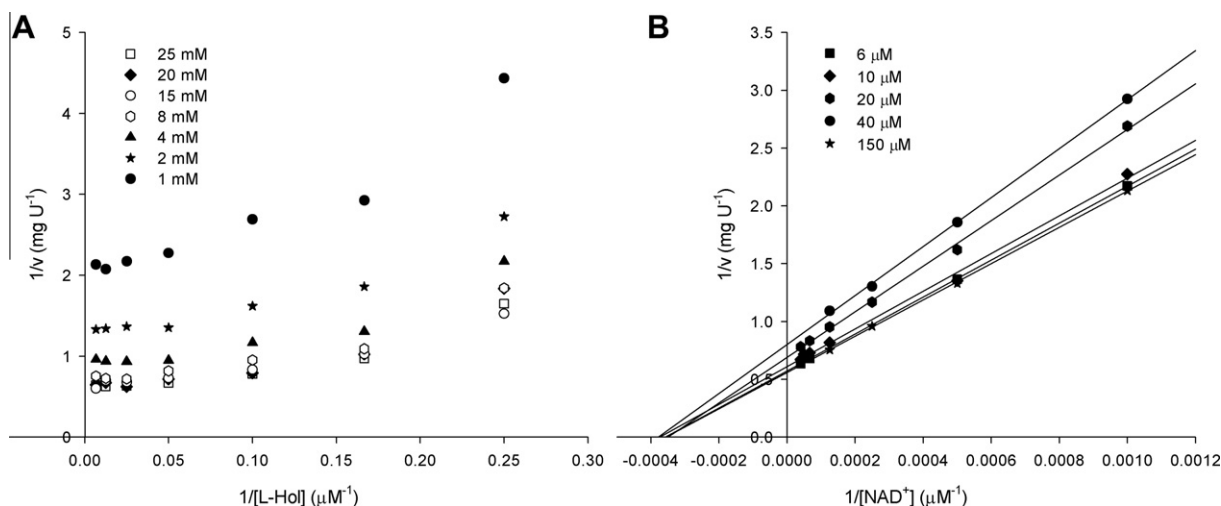 A
5
4
3
2
1
0
1/v (mg U⁻¹)
25 mM
20 mM
15 mM
8 mM
4 mM
2 mM
1 mM
0.00 0.05 0.10 0.15 0.20 0.25 0.30
1/[L-Hol] (μM⁻¹)
B
3.5
3.0
2.5
2.0
1.5
1.0
0.5
0.0
1/v (mg U⁻¹)
6 μM
10 μM
20 μM
40 μM
150 μM
-0.0004 -0.0002 0.0000 0.0002 0.0004 0.0006 0.0008 0.0010 0.0012
1/[NAD⁺] (μM⁻¹)